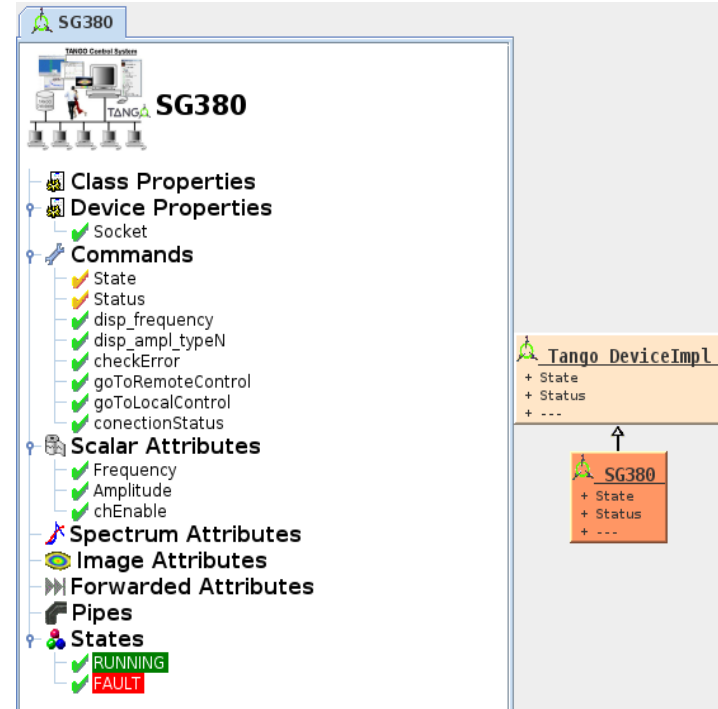 SG380
TANGO Control System
TANGO
SG380
Class Properties
Device Properties
Socket
Commands
State
Status
disp_frequency
disp_ampl_typeN
checkError
goToRemoteControl
goToLocalControl
conectionStatus
Scalar Attributes
Frequency
Amplitude
chEnable
Spectrum Attributes
Image Attributes
Forwarded Attributes
Pipes
States
RUNNING
FAULT
Tango DeviceImpl
+ State
+ Status
+ ---
SG380
+ State
+ Status
+ ---